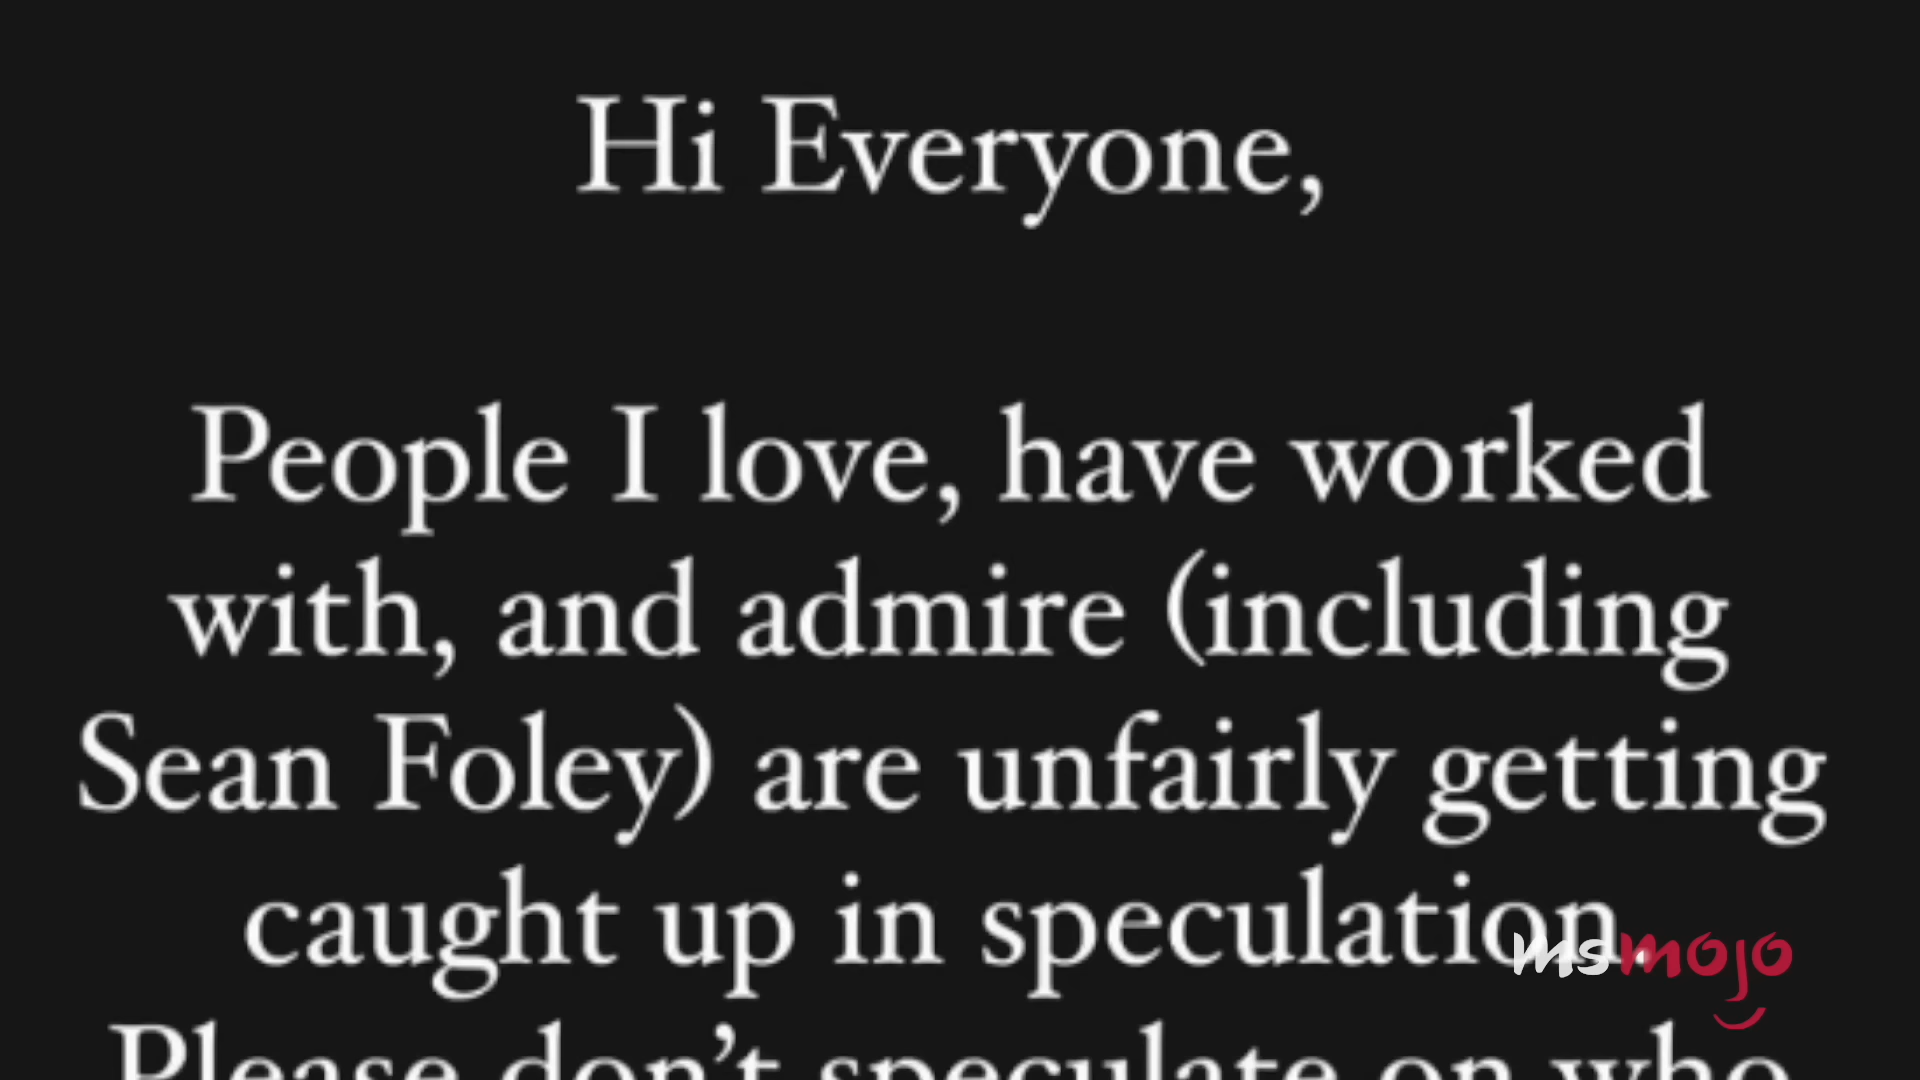 Hi Everyone,
People I love, have worked
with, and admire (including
Sean Foley) are unfairly getting
caught up in speculation.
msmojo
Please don't speculate on who